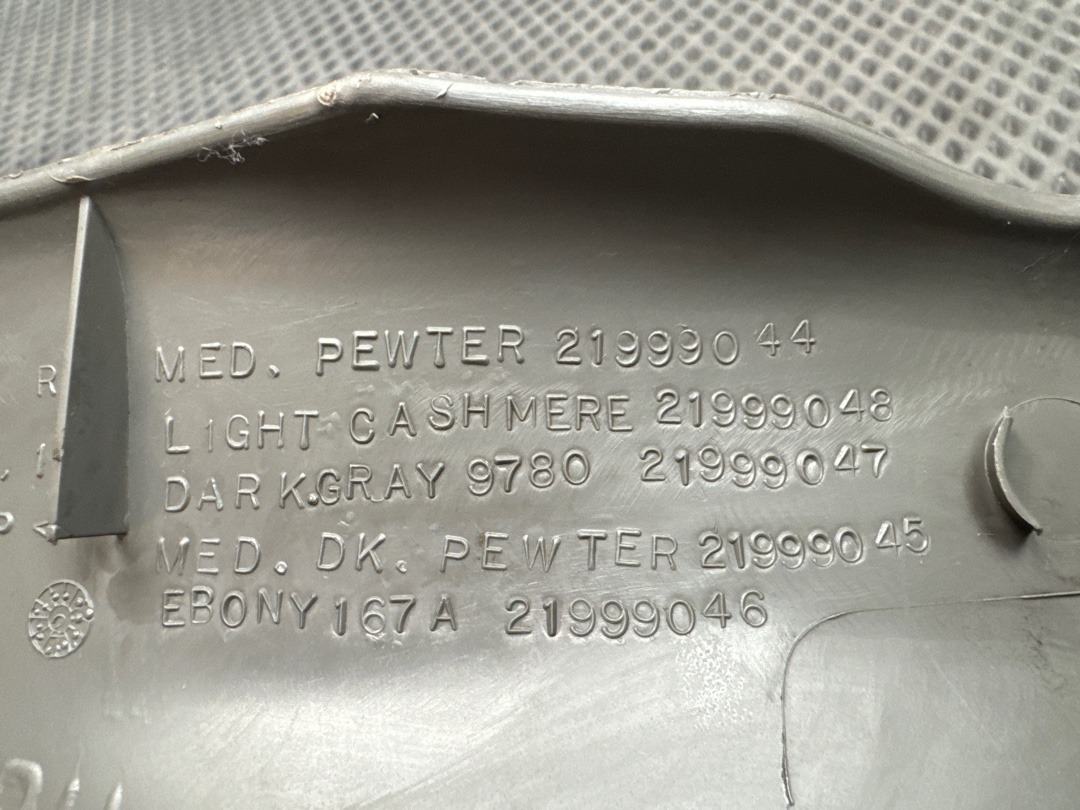 MED. PEWTER 21999044
LIGHT CASHMERE 21999048
DARK.GRAY 9780 21999047
MED. DK. PEWTER 21999045
EBONY 167A 21999046